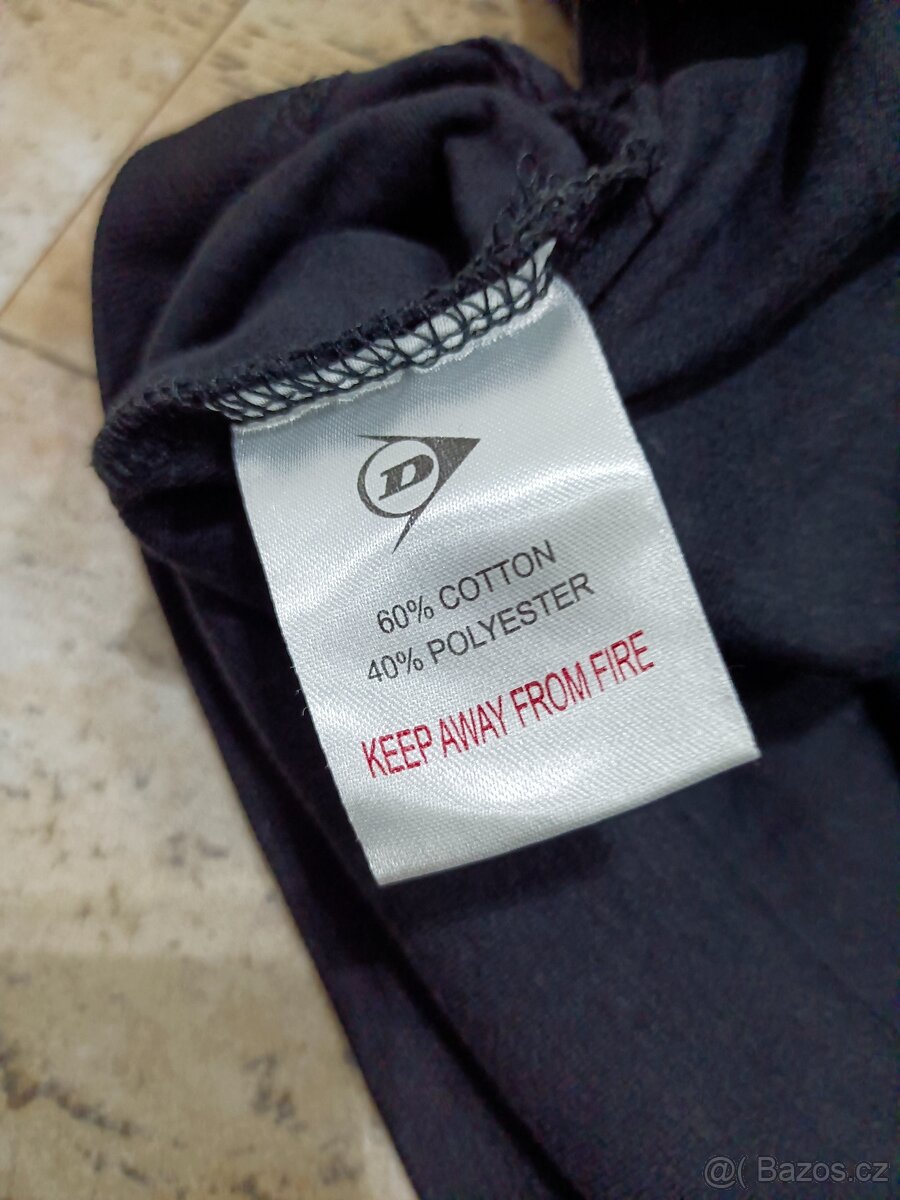 D
60% COTTON
40% POLYESTER
KEEP AWAY FROM FIRE
@( Bazos.cz